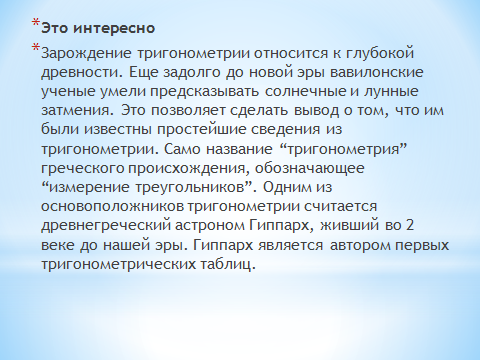 * Это интересно
* Зарождение тригонометрии относится к глубокой
древности. Еще задолго до новой эры вавилонские
ученые умели предсказывать солнечные и лунные
затмения. Это позволяет сделать вывод о том, что им
были известны простейшие сведения из
тригонометрии. Само название “тригонометрия”
греческого происхождения, обозначающее
“измерение треугольников”. Одним из
основоположников тригонометрии считается
древнегреческий астроном Гиппарх, живший во 2
веке до нашей эры. Гиппарх является автором первых
тригонометрических таблиц.